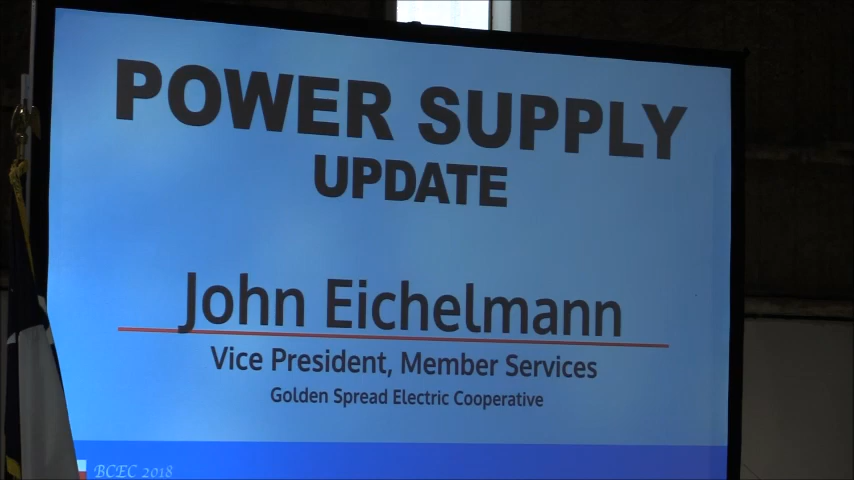 POWER SUPPLY
UPDATE
John Eichelmann
Vice President, Member Services
Golden Spread Electric Cooperative
BCEC 2018